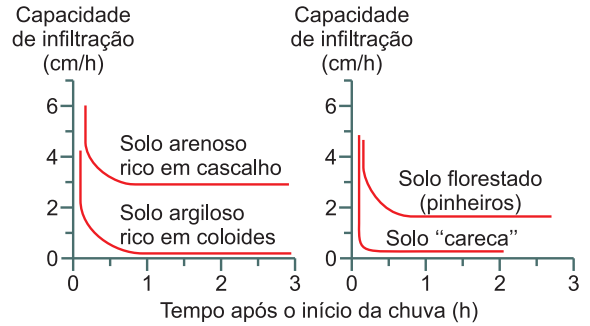 Capacidade
de infiltração
(cm/h)
6
4
2
0
0
1
2
3
Solo arenoso
rico em cascalho
Solo argiloso
rico em coloides
Capacidade
de infiltração
(cm/h)
6
4
2
0
0
1
2
3
Solo florestado
(pinheiros)
Solo “careca”
Tempo após o início da chuva (h)